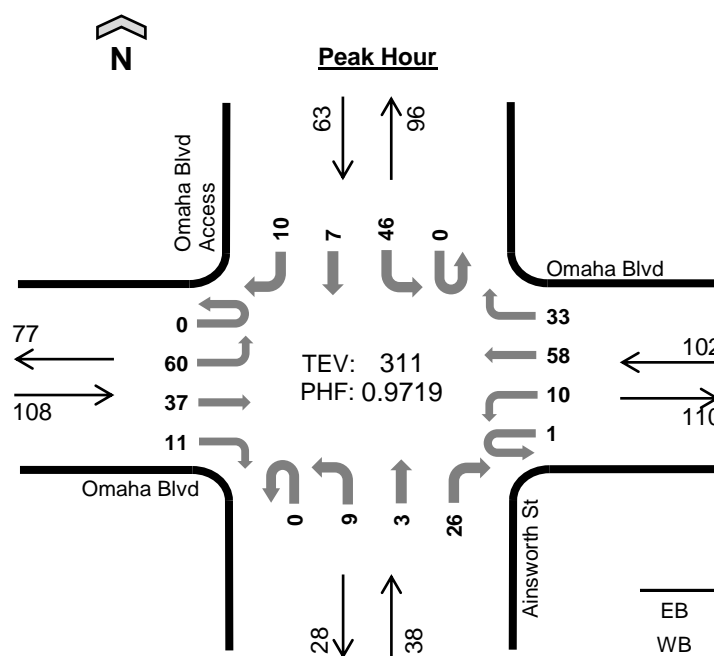 N
Peak Hour
63
96
Omaha Blvd
Access
10
7
46
0
Omaha Blvd
0
60
37
11
77
108
TEV: 311
PHF: 0.9719
33
58
10
1
102
110
Omaha Blvd
0
9
3
26
Ainsworth St
28
38
EB
WB